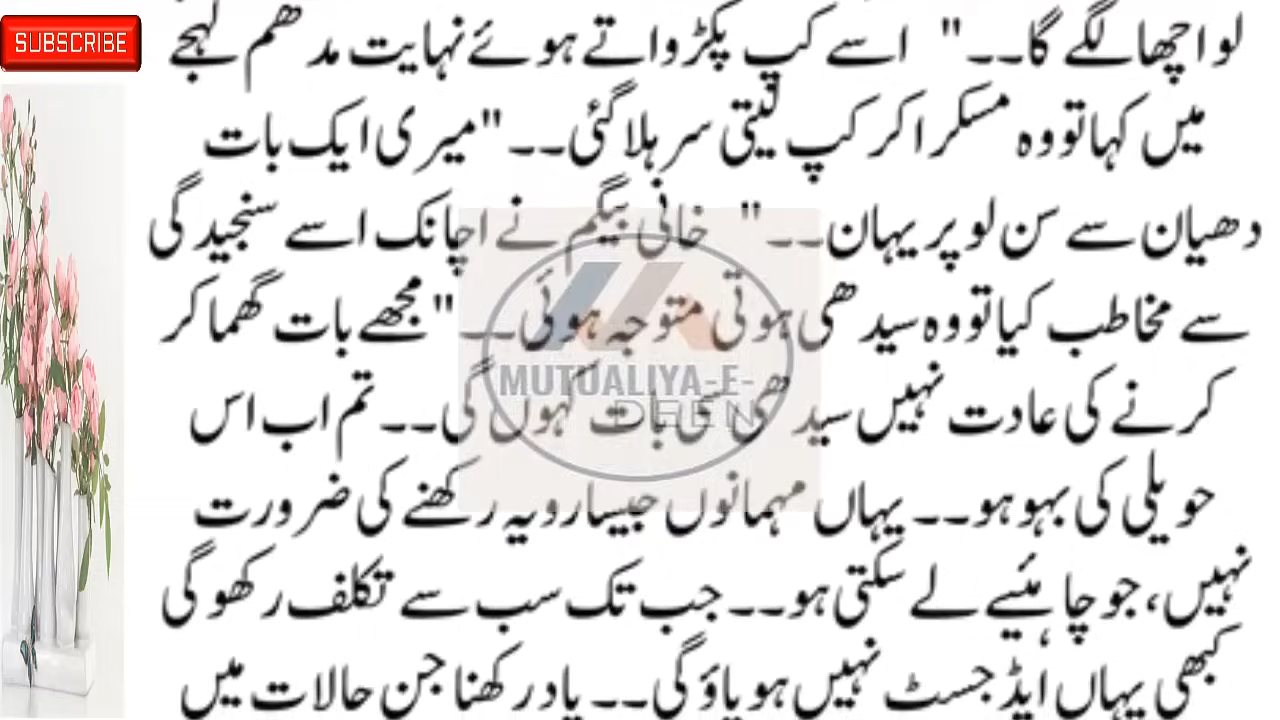 SUBSCRIBE
لو اچھا لگے گا۔۔" اسے کپ پکڑواتے ہوئے نہایت مدھم لہجے
میں کہا تو وہ مسکرا کر کپ لیتی سر ہلا گئی۔۔ "میری ایک بات
دھیان سے سن لو پریہان۔۔" خانی بیگم نے اچانک اسے سنجیدگی
سے مخاطب کیا تو وہ سیدھی ہوتی متوجہ ہوئی۔۔ "مجھے بات گھما کر
کرنے کی عادت نہیں سیدھی سی بات کہوں گی۔۔ تم اب اس
MUTUALIYA-E-
DEEN
حویلی کی بہو ہو۔۔ یہاں مہمانوں جیسا رویہ رکھنے کی ضرورت
نہیں، جو چاہئیے لے سکتی ہو۔۔ جب تک سب سے تکلف رکھو گی
کبھی یہاں ایڈجسٹ نہیں ہو پاؤ گی۔۔ یاد رکھنا جن حالات میں